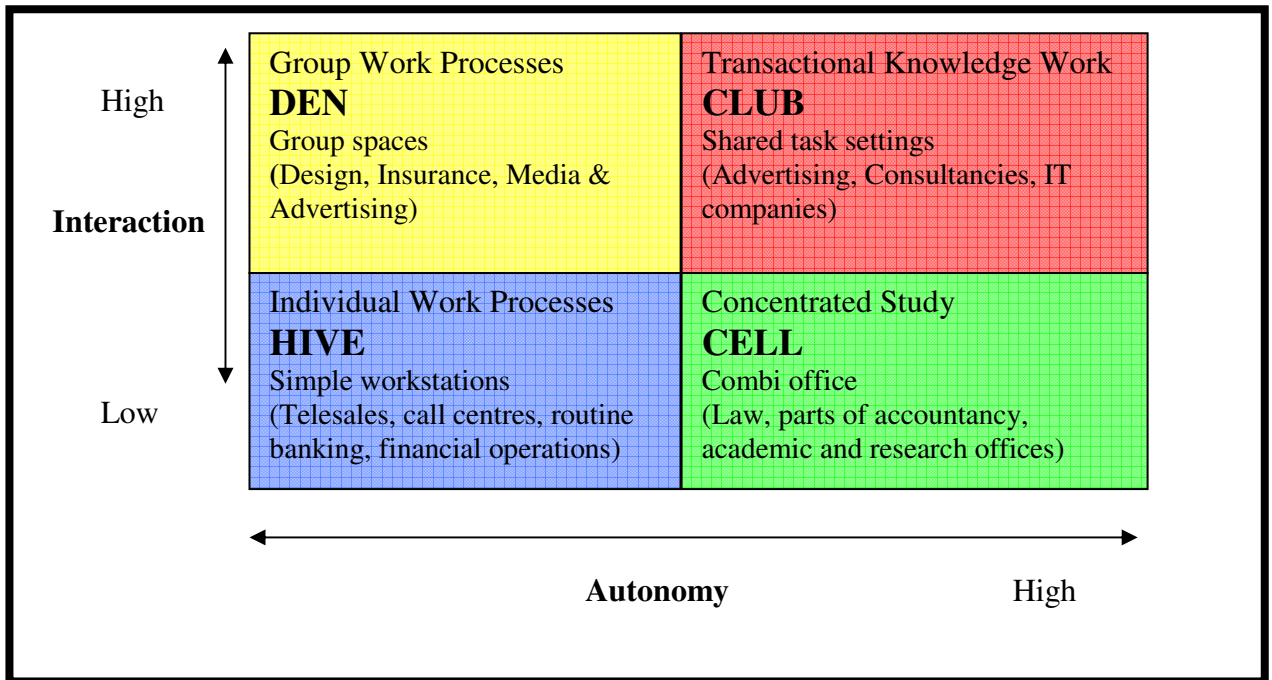 High
Interaction
Low
Group Work Processes
DEN
Group spaces
(Design, Insurance, Media &
Advertising)
Transactional Knowledge Work
CLUB
Shared task settings
(Advertising, Consultancies, IT
companies)
Individual Work Processes
HIVE
Simple workstations
(Telesales, call centres, routine
banking, financial operations)
Concentrated Study
CELL
Combi office
(Law, parts of accountancy,
academic and research offices)
Autonomy
High